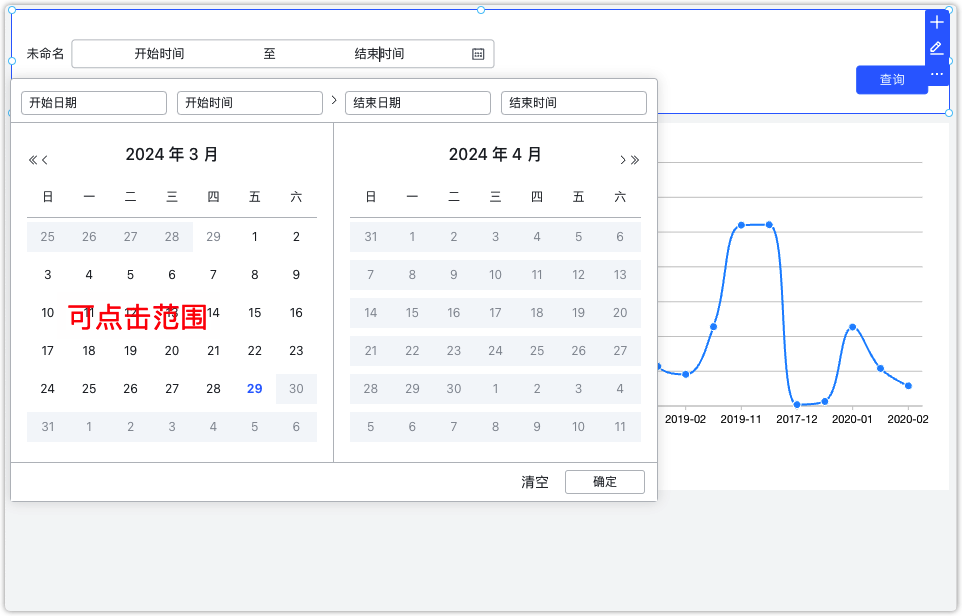 未命名 开始时间 至 结束时间
查询
开始日期 开始时间 结束日期 结束时间
2024 年 3 月 2024 年 4 月
日 一 二 三 四 五 六 日 一 二 三 四 五 六
25 26 27 28 29 1 2 31 1 2 3 4 5 6
3 4 5 6 7 8 9 7 8 9 10 11 12 13
10 11 12 13 14 15 16 14 15 16 17 18 19 20
可点击范围
17 18 19 20 21 22 23 21 22 23 24 25 26 27
24 25 26 27 28 29 30 28 29 30 1 2 3 4
31 1 2 3 4 5 6 5 6 7 8 9 10 11
2019-02 2019-11 2017-12 2020-01 2020-02
清空 确定